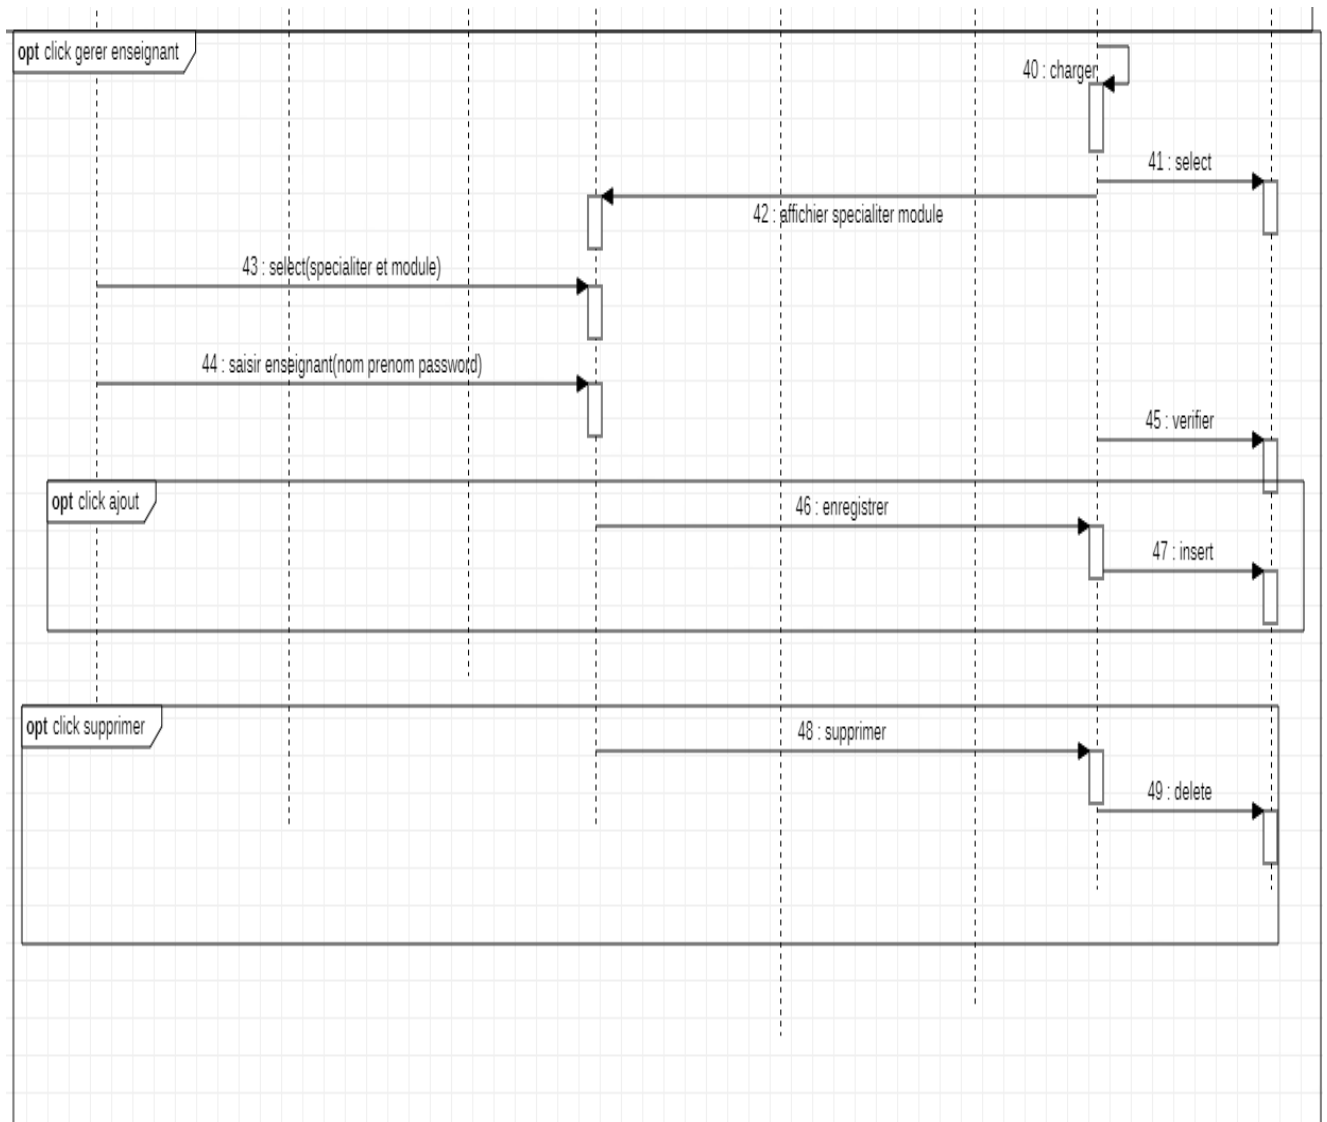 opt click gerer enseignant
40 : charger
41 : select
42 : affichier specialiter module
43 : select(specialiter et module)
44 : saisir enseignant(nom prenom password)
45 : verifier
opt click ajout
46 : enregistrer
47 : insert
opt click supprimer
48 : supprimer
49 : delete